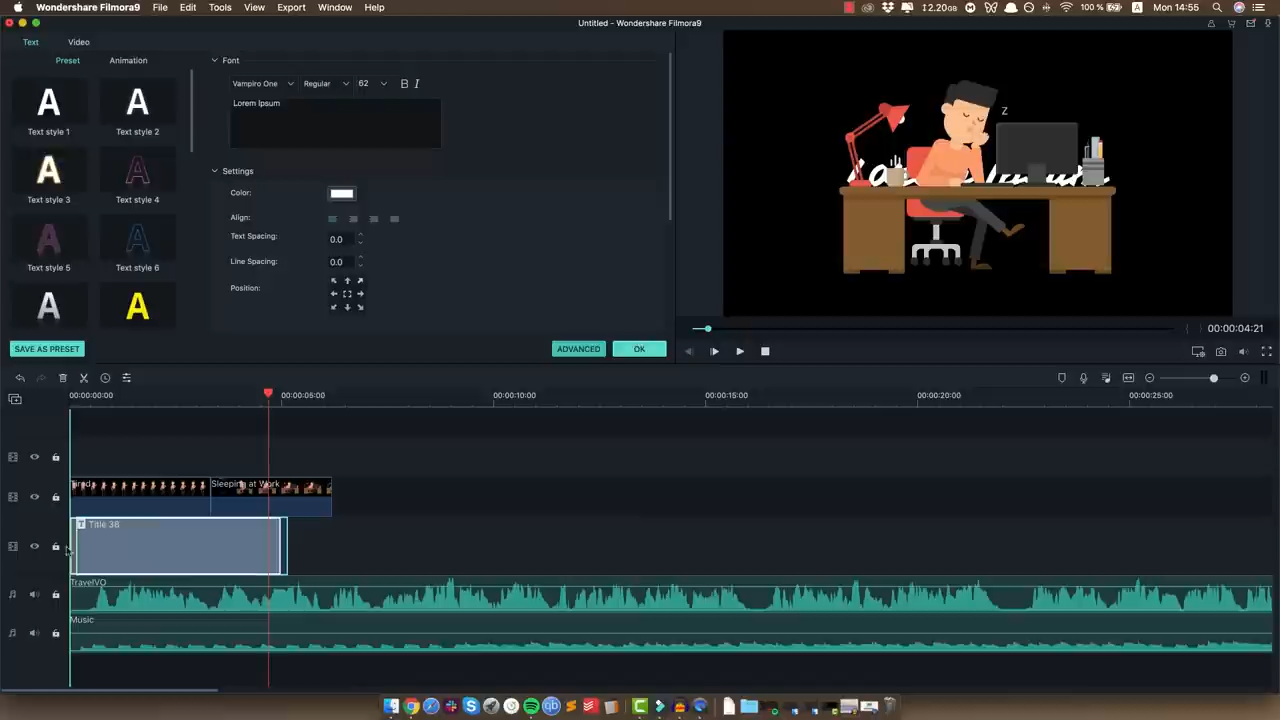 Wondershare Filmora9 File Edit Tools View Export Window Help
2.20GB 100 % A Mon 14:55
Untitled - Wondershare Filmora9
Text Video
Preset Animation
A A
Text style 1 Text style 2
A A
Text style 3 Text style 4
A A
Text style 5 Text style 6
A A
SAVE AS PRESET
Font
Vampiro One Regular 62 B I
Lorem Ipsum
Settings
Color:
Align:
Text Spacing: 0.0
Line Spacing: 0.0
Position:
ADVANCED OK
Z
00:00:04:21
00:00:00:00 00:00:05:00 00:00:10:00 00:00:15:00 00:00:20:00 00:00:25:00
Tired Sleeping at Work
T Title 38
TravelVO
Music